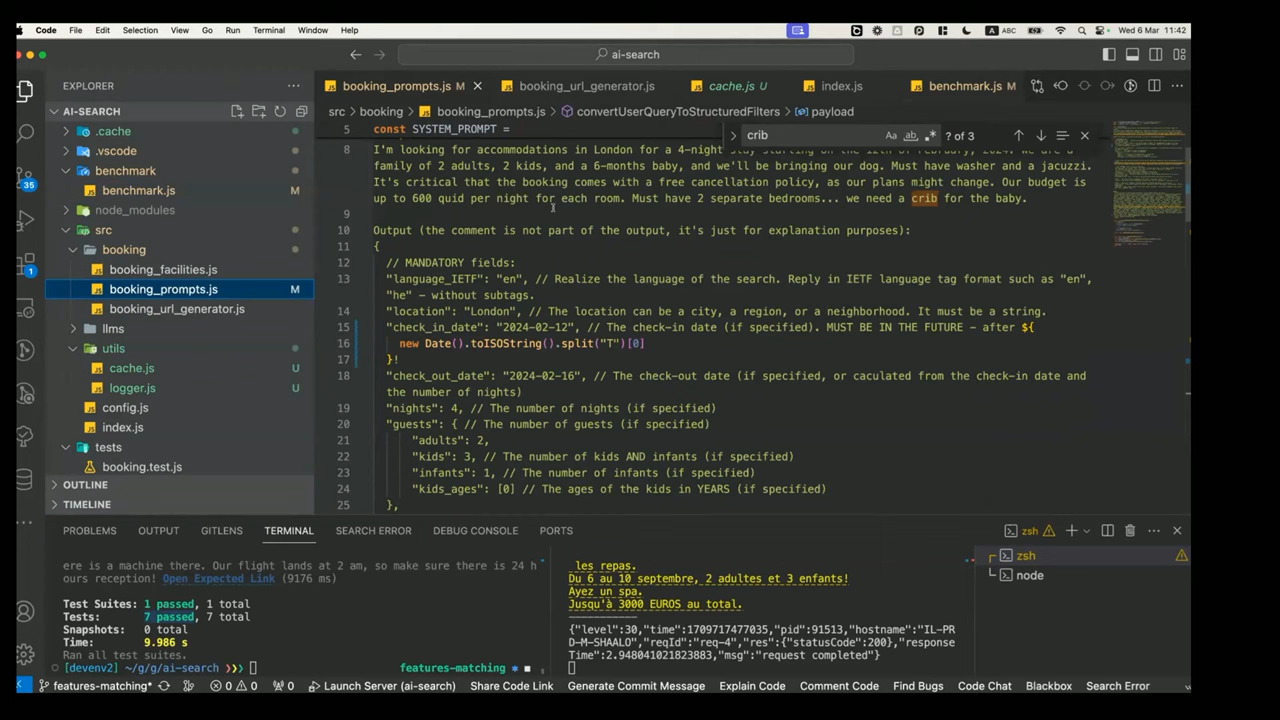 Code File Edit Selection View Go Run Terminal Window Help
A ABC Wed 6 Mar 11:42
ai-search
EXPLORER
AI-SEARCH
.cache
.vscode
benchmark
benchmark.js M
node_modules
src
booking
booking_facilities.js
booking_prompts.js M
booking_url_generator.js
llms
utils
cache.js U
logger.js U
config.js
index.js
tests
booking.test.js
OUTLINE
TIMELINE
35
1
booking_prompts.js M booking_url_generator.js cache.js U index.js benchmark.js M
src > booking > booking_prompts.js > convertUserQueryToStructuredFilters > payload
crib Aa ab ? of 3
5 const SYSTEM_PROMPT =
8 I'm looking for accommodations in London for a 4-night stay starting on the 12th of February, 2024. We are a
family of 2 adults, 2 kids, and a 6-months baby, and we'll be bringing our dog. Must have washer and a jacuzzi.
It's critical that the booking comes with a free cancellation policy, as our plans might change. Our budget is
up to 600 quid per night for each room. Must have 2 separate bedrooms... we need a crib for the baby.
9
10 Output (the comment is not part of the output, it's just for explanation purposes):
11 {
12 // MANDATORY fields:
13 "language_IETF": "en", // Realize the language of the search. Reply in IETF language tag format such as "en",
"he" - without subtags.
14 "location": "London", // The location can be a city, a region, or a neighborhood. It must be a string.
15 "check_in_date": "2024-02-12", // The check-in date (if specified). MUST BE IN THE FUTURE - after ${
16 new Date().toISOString().split("T")[0]
17 }!
18 "check_out_date": "2024-02-16", // The check-out date (if specified, or caculated from the check-in date and
the number of nights)
19 "nights": 4, // The number of nights (if specified)
20 "guests": { // The number of guests (if specified)
21 "adults": 2,
22 "kids": 3, // The number of kids AND infants (if specified)
23 "infants": 1, // The number of infants (if specified)
24 "kids_ages": [0] // The ages of the kids in YEARS (if specified)
25 },
PROBLEMS OUTPUT GITLENS TERMINAL SEARCH ERROR DEBUG CONSOLE PORTS
zsh
ere is a machine there. Our flight lands at 2 am, so make sure there is 24 h
ours reception! Open Expected Link (9176 ms)
Test Suites: 1 passed, 1 total
Tests: 7 passed, 7 total
Snapshots: 0 total
Time: 9.986 s
Ran all test suites.
[devenv2] ~/g/g/ai-search ❯❯❯ features-matching
les repas.
Du 6 au 10 septembre, 2 adultes et 3 enfants!
Ayez un spa.
Jusqu'à 3000 EUROS au total.
{"level":30,"time":1709717477035,"pid":91513,"hostname":"IL-PR
D-M-SHAALO","reqId":"req-4","res":{"statusCode":200},"response
Time":2.948041021823883,"msg":"request completed"}
zsh
node
features-matching* 0 0 0 Launch Server (ai-search) Share Code Link Generate Commit Message Explain Code Comment Code Find Bugs Code Chat Blackbox Search Error